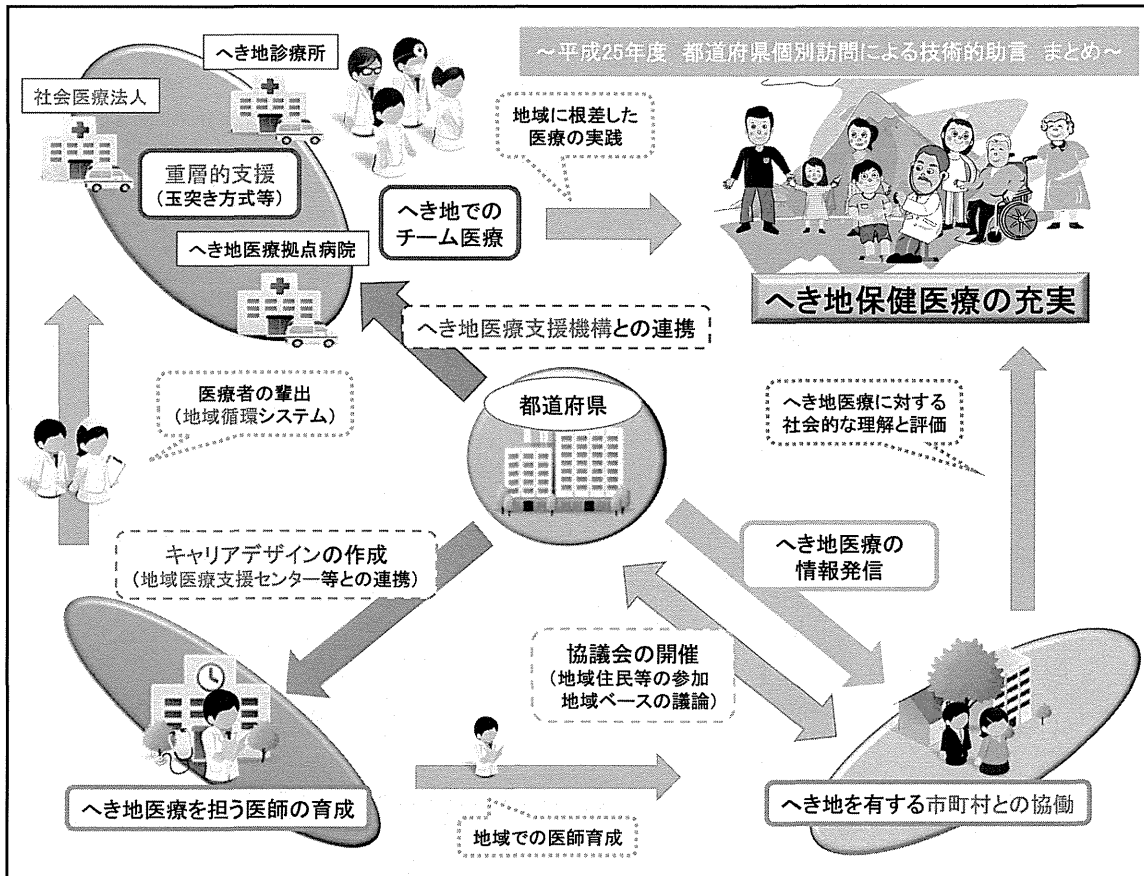 へき地診療所
～平成25年度 都道府県個別訪問による技術的助言 まとめ～
社会医療法人
重層的支援
(玉突き方式等)
へき地医療拠点病院
へき地での
チーム医療
地域に根差した
医療の実践
へき地保健医療の充実
へき地医療支援機構との連携
医療者の輩出
(地域循環システム)
都道府県
へき地医療に対する
社会的な理解と評価
キャリアデザインの作成
(地域医療支援センター等との連携)
へき地医療の
情報発信
協議会の開催
(地域住民等の参加
地域ベースの議論)
へき地医療を担う医師の育成
地域での医師育成
へき地を有する市町村との協働